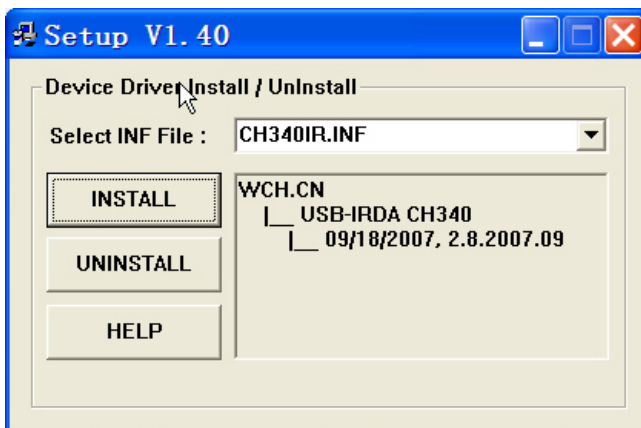 Setup V1.40
Device Driver Install / UnInstall
Select INF File :
CH340IR.INF
INSTALL
WCH.CN
|__ USB-IRDA CH340
|__ 09/18/2007, 2.8.2007.09
UNINSTALL
HELP